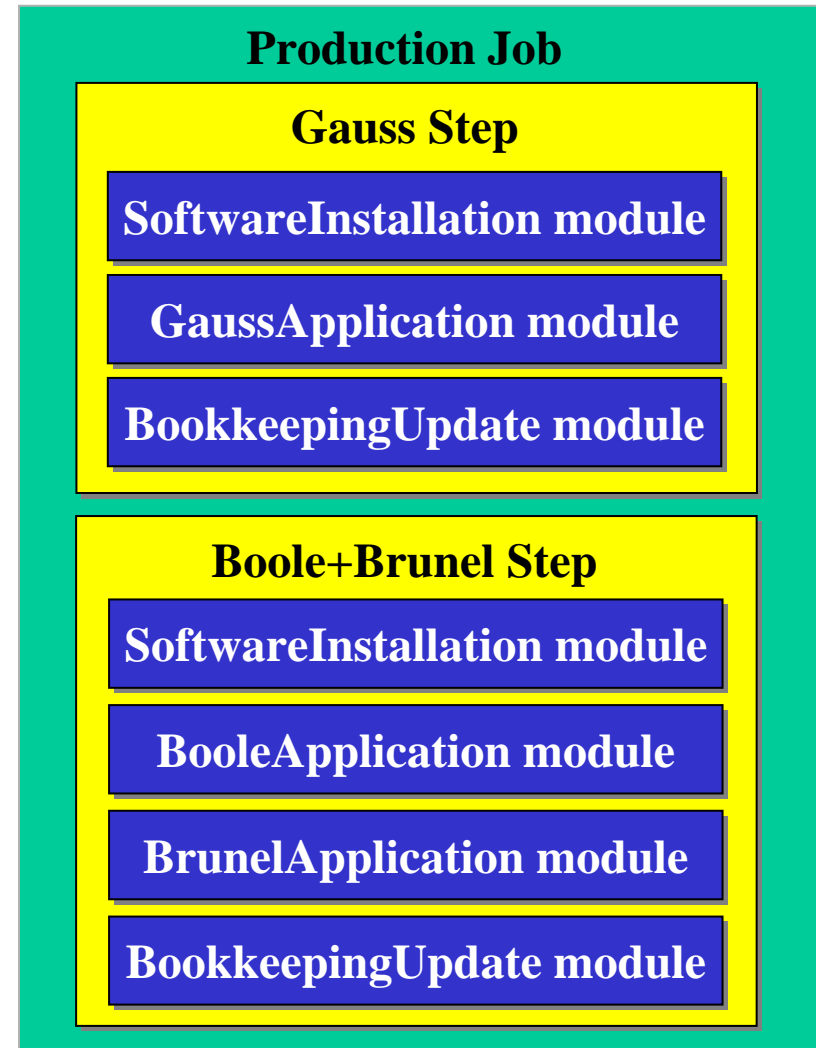 Production Job
Gauss Step
SoftwareInstallation module
GaussApplication module
BookkeepingUpdate module
Boole+Brunel Step
SoftwareInstallation module
BooleApplication module
BrunelApplication module
BookkeepingUpdate module